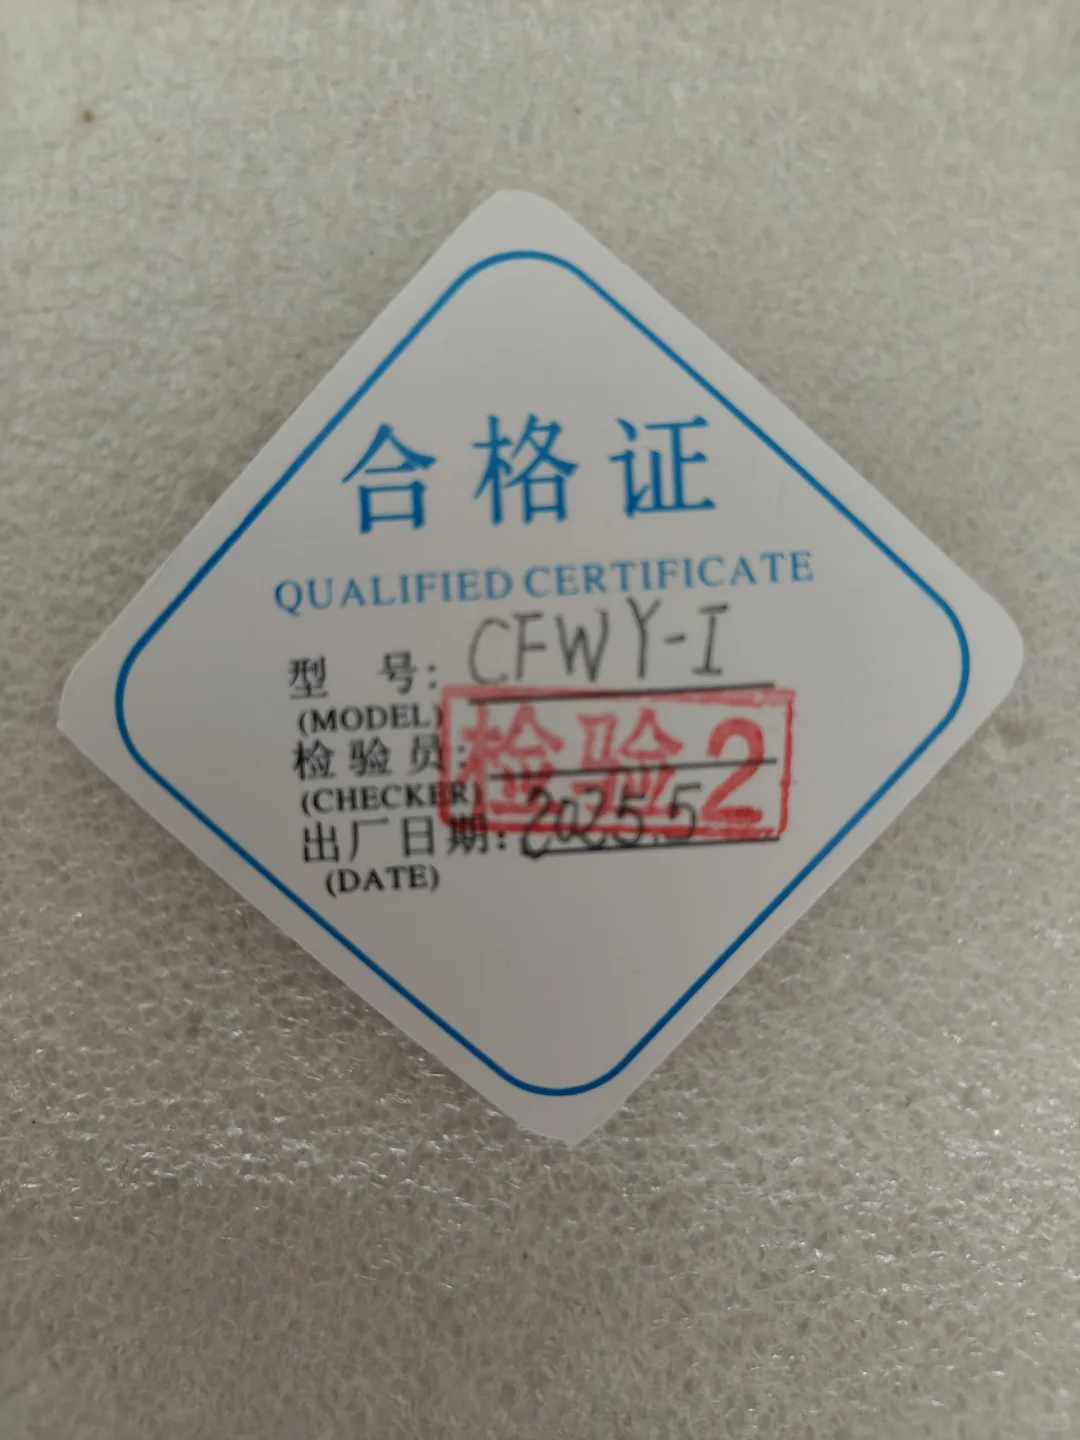 合格证
QUALIFIED CERTIFICATE
型 号: CFWY-I
(MODEL)
检验员: 检验2
(CHECKER)
出厂日期: 2025.5
(DATE)